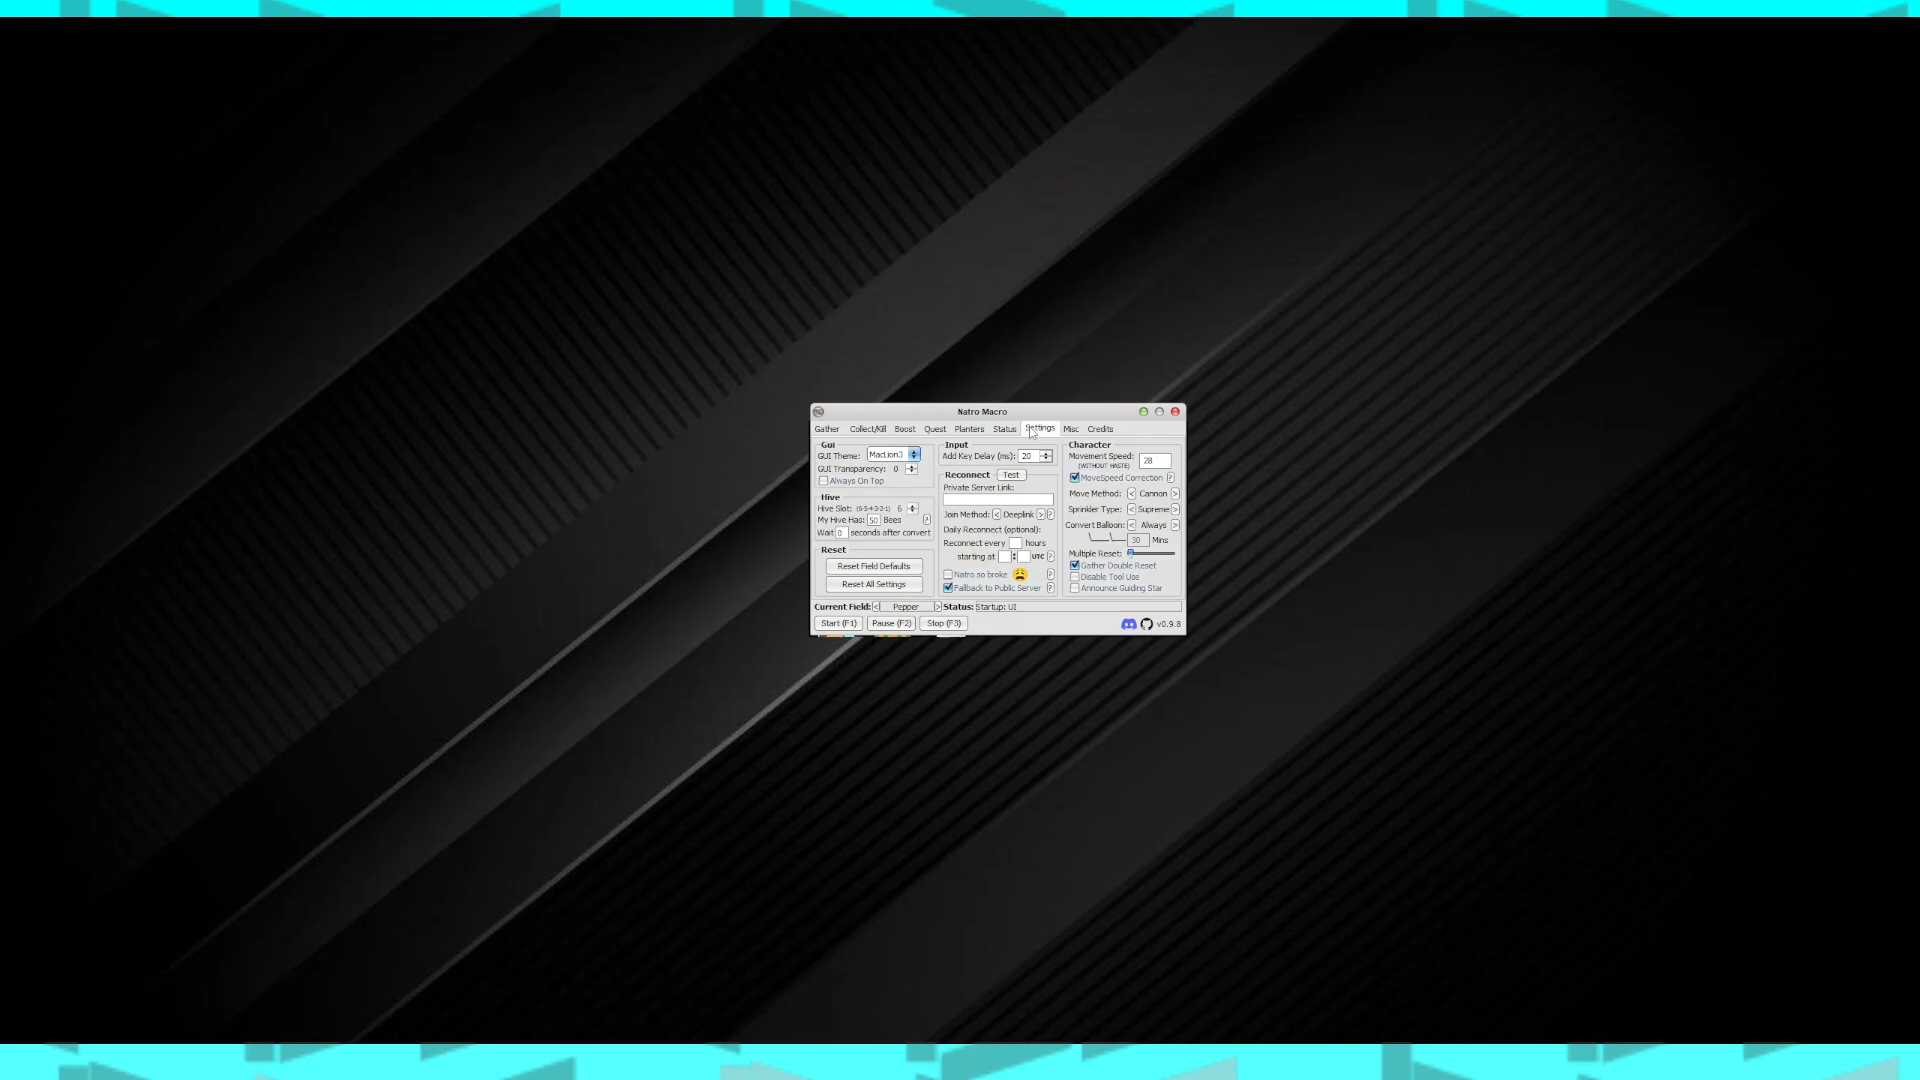 Natro Macro
Gather Collect/Kill Boost Quest Planters Status Settings Misc Credits
Gui
GUI Theme: MacLion3
GUI Transparency: 0
Always On Top
Hive
Hive Slot: (6-5-4-3-2-1) 6
My Hive Has: 50 Bees ?
Wait 0 seconds after convert
Reset
Reset Field Defaults
Reset All Settings
Input
Add Key Delay (ms): 20
Reconnect Test
Private Server Link:
Join Method: < Deeplink > ?
Daily Reconnect (optional):
Reconnect every hours
starting at : UTC ?
Natro so broke 😩 ?
Fallback to Public Server ?
Character
Movement Speed: 28
(WITHOUT HASTE)
MoveSpeed Correction ?
Move Method: < Cannon >
Sprinkler Type: < Supreme >
Convert Balloon: < Always >
30 Mins
Multiple Reset:
Gather Double Reset
Disable Tool Use
Announce Guiding Star
Current Field: < Pepper > Status: Startup: UI
Start (F1) Pause (F2) Stop (F3) v0.9.8